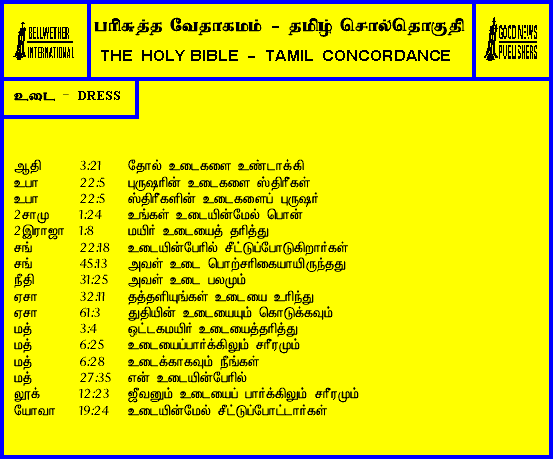 BELLWETHER
INTERNATIONAL
பரிசுத்த வேதாகமம் - தமிழ் சொல்தொகுதி
THE HOLY BIBLE - TAMIL CONCORDANCE
GOOD NEWS
PUBLISHERS
உடை - DRESS
ஆதி 3:21 தோல் உடைகளை உண்டாக்கி
உபா 22:5 புருஷரின் உடைகளை ஸ்திரீகள்
உபா 22:5 ஸ்திரீகளின் உடைகளைப் புருஷர்
2சாமு 1:24 உங்கள் உடையின்மேல் பொன்
2இராஜா 1:8 மயிர் உடையைத் தரித்து
சங் 22:18 உடையின்பேரில் சீட்டுப்போடுகிறார்கள்
சங் 45:13 அவள் உடை பொற்சரிகையாயிருந்தது
நீதி 31:25 அவள் உடை பலமும்
ஏசா 32:11 தத்தளியுங்கள் உடையை உரிந்து
ஏசா 61:3 துதியின் உடையையும் கொடுக்கவும்
மத் 3:4 ஒட்டகமயிர் உடையைத்தரித்து
மத் 6:25 உடையைப்பார்க்கிலும் சரீரமும்
மத் 6:28 உடைக்காகவும் நீங்கள்
மத் 27:35 என் உடையின்பேரில்
லூக் 12:23 ஜீவனும் உடையைப் பார்க்கிலும் சரீரமும்
யோவா 19:24 உடையின்மேல் சீட்டுப்போட்டார்கள்